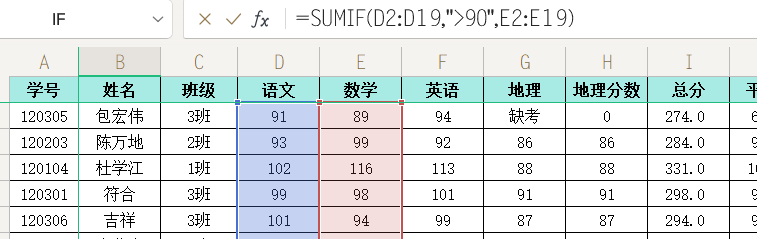 IF =SUMIF(D2:D19,">90",E2:E19)
A B C D E F G H I
学号 姓名 班级 语文 数学 英语 地理 地理分数 总分
120305 包宏伟 3班 91 89 94 缺考 0 274.0
120203 陈万地 2班 93 99 92 86 86 284.0
120104 杜学江 1班 102 116 113 88 88 331.0
120301 符合 3班 99 98 101 91 91 298.0
120306 吉祥 3班 101 94 99 87 87 294.0